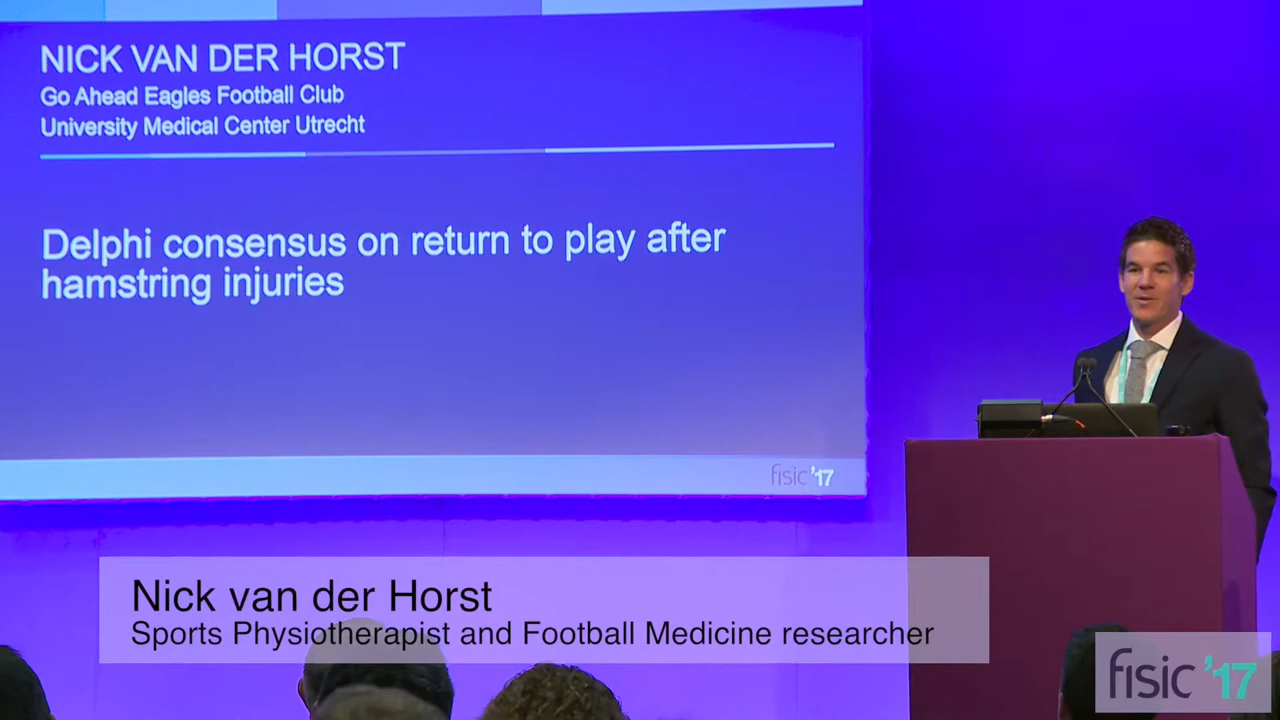 NICK VAN DER HORST
Go Ahead Eagles Football Club
University Medical Center Utrecht
Delphi consensus on return to play after
hamstring injuries
fisic '17
Nick van der Horst
Sports Physiotherapist and Football Medicine researcher
fisic '17